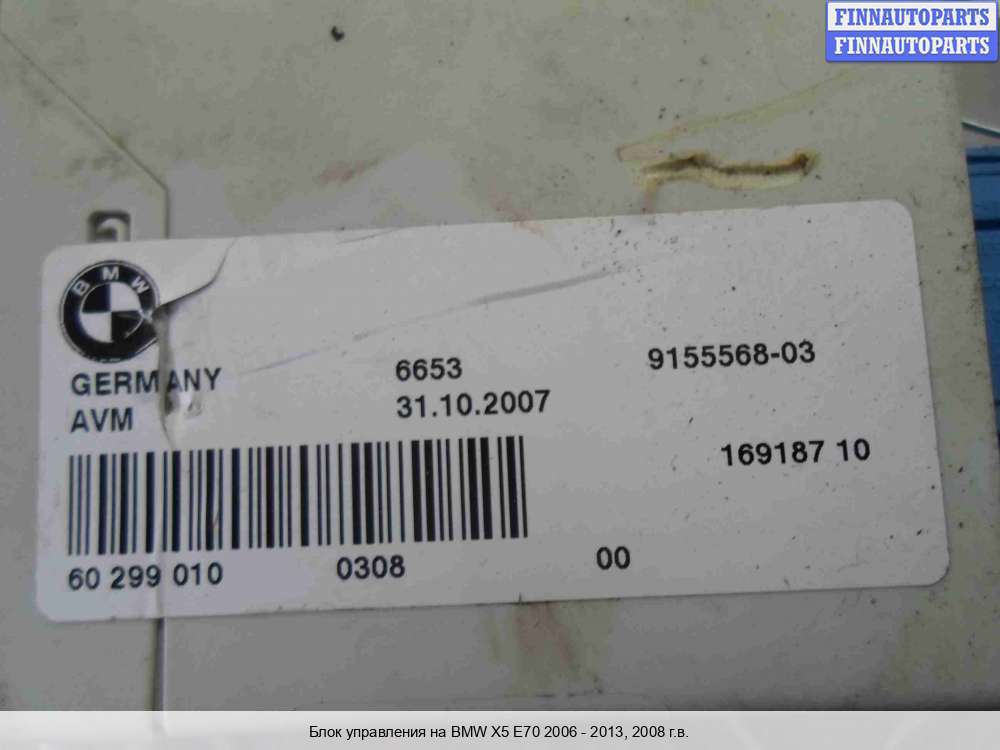 FINNAUTOPARTS
FINNAUTOPARTS
BMW
GERMANY
AVM
6653
31.10.2007
9155568-03
169187 10
60 299 010 0308 00
Блок управления на BMW X5 E70 2006 - 2013, 2008 г.в.